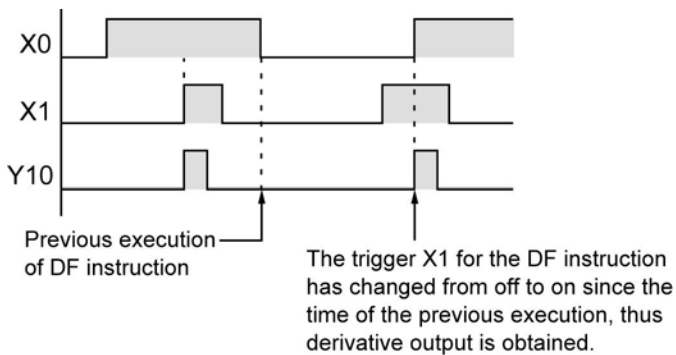 X0
X1
Y10
Previous execution
of DF instruction
The trigger X1 for the DF instruction
has changed from off to on since the
time of the previous execution, thus
derivative output is obtained.